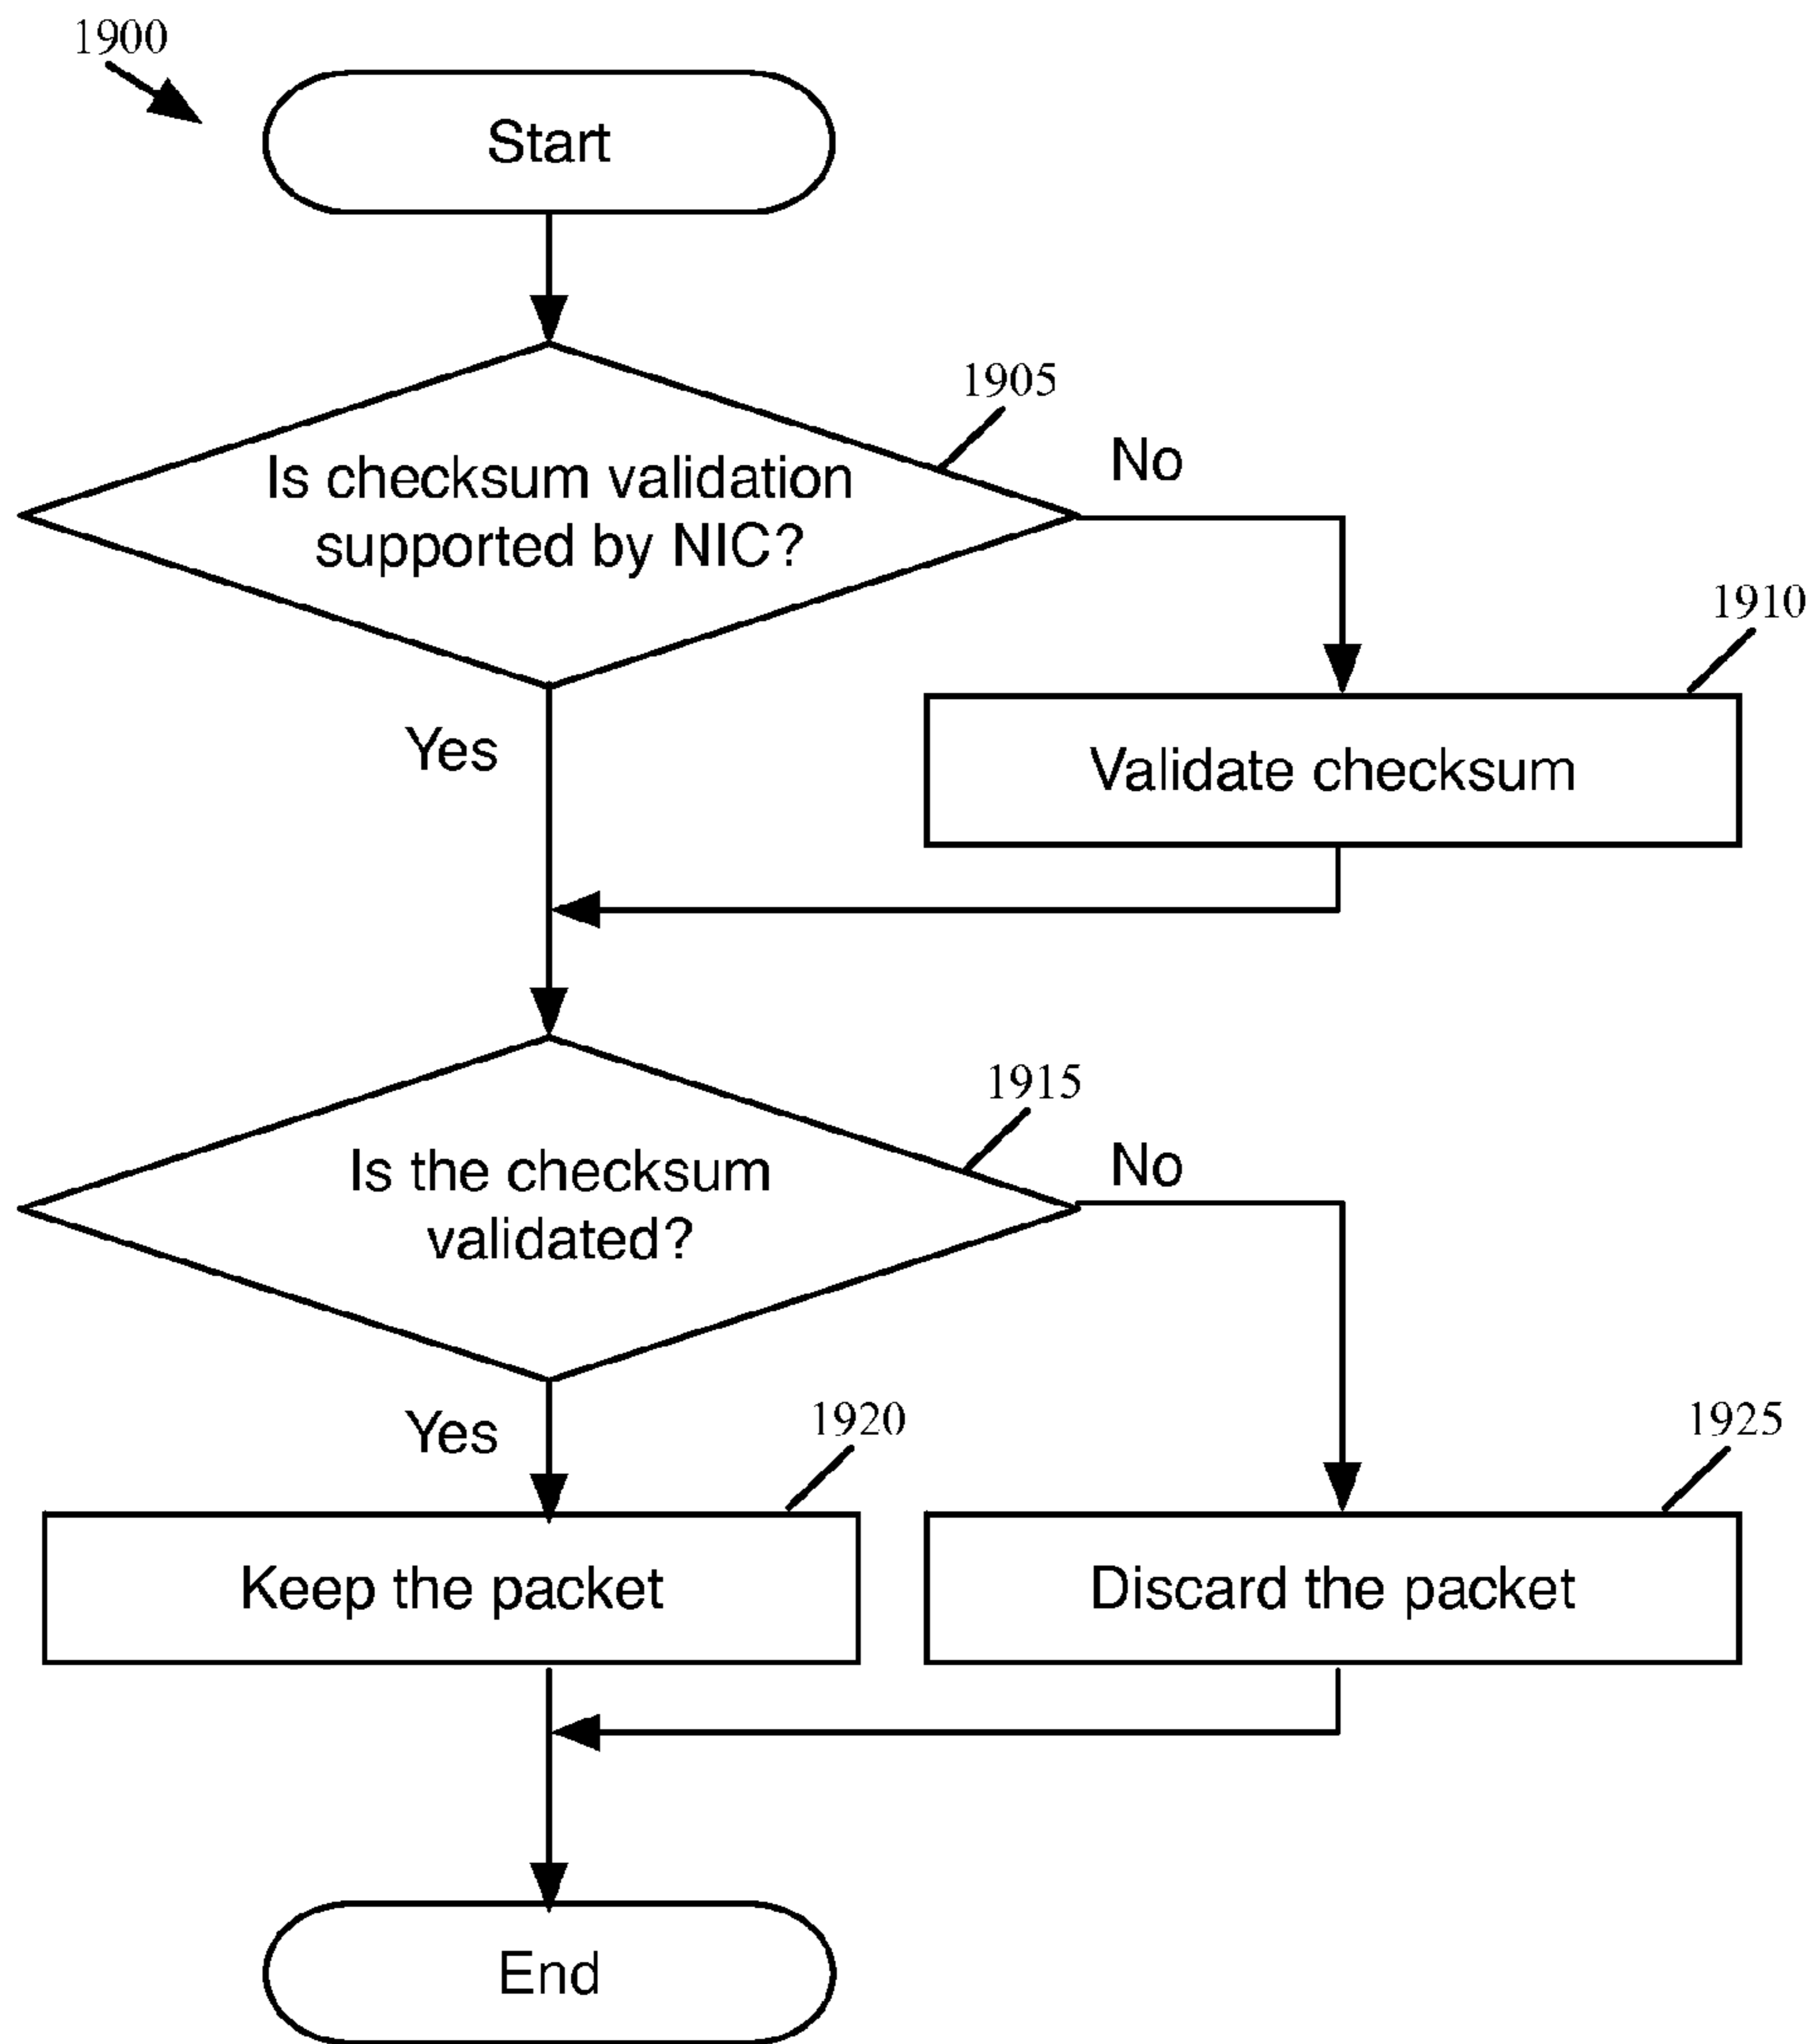 1900
Start
1905
Is checksum validation
supported by NIC?
No
1910
Yes
Validate checksum
1915
Is the checksum
validated?
No
Yes
1920
1925
Keep the packet
Discard the packet
End